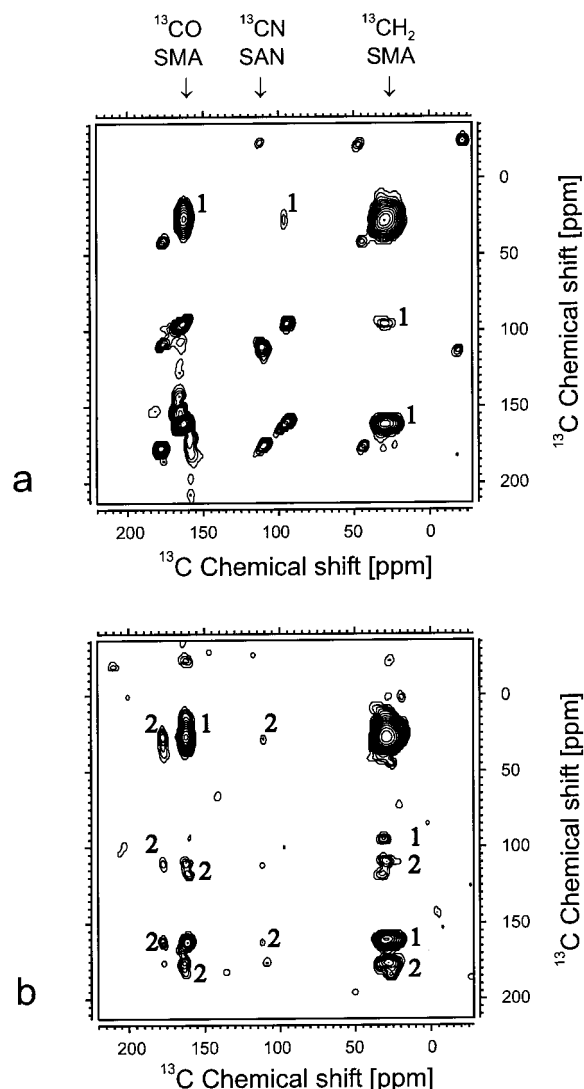 ¹³CO ¹³CN ¹³CH₂
SMA SAN SMA
↓ ↓ ↓
1 1
1
1
0
50
100
150
200
¹³C Chemical shift [ppm]
a
200 150 100 50 0
¹³C Chemical shift [ppm]
2 1 2
2 1
2 2
2 2 1
2 2
0
50
100
150
200
¹³C Chemical shift [ppm]
b
200 150 100 50 0
¹³C Chemical shift [ppm]